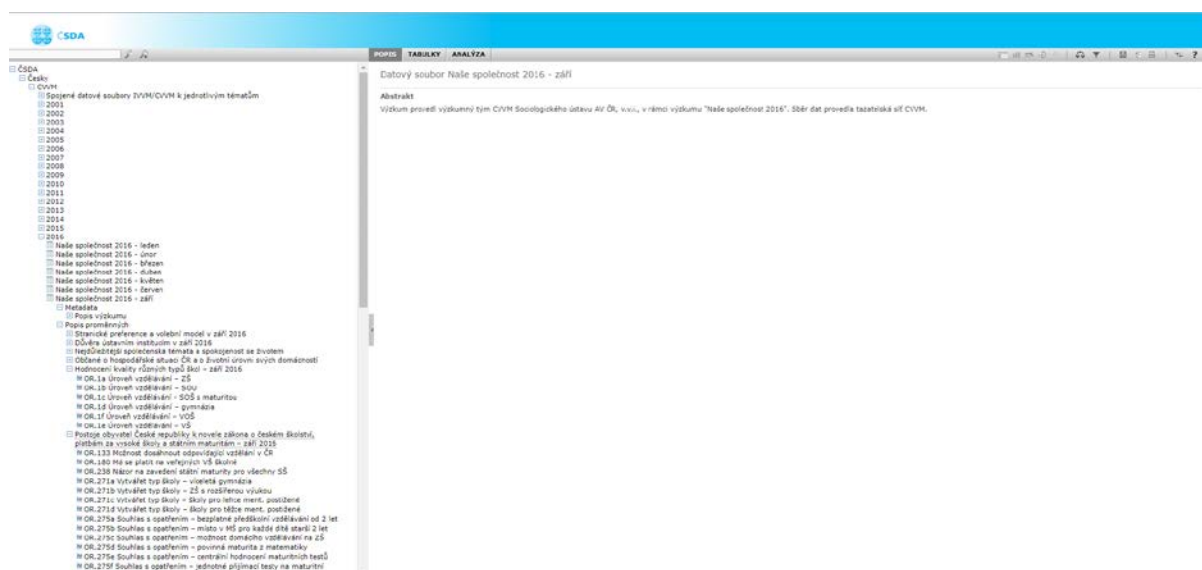 ČSDA
POPIS TABULKY ANALÝZA
ČSDA
Česky
CVVM
Spojené datové soubory IVVM/CVVM k jednotlivým tématům
2001
2002
2003
2004
2005
2006
2007
2008
2009
2010
2011
2012
2013
2014
2015
2016
Naše společnost 2016 - leden
Naše společnost 2016 - únor
Naše společnost 2016 - březen
Naše společnost 2016 - duben
Naše společnost 2016 - květen
Naše společnost 2016 - červen
Naše společnost 2016 - září
Metadata
Popis výzkumu
Popis proměnných
Stranické preference a volební model v září 2016
Důvěra ústavním institucím v září 2016
Nejdůležitější společenská témata a spokojenost se životem
Občané o hospodářské situaci ČR a o životní úrovni svých domácností
Hodnocení kvality různých typů škol – září 2016
OR.1a Úroveň vzdělávání – ZŠ
OR.1b Úroveň vzdělávání – SOU
OR.1c Úroveň vzdělávání - SOŠ s maturitou
OR.1d Úroveň vzdělávání – gymnázia
OR.1f Úroveň vzdělávání – VOŠ
OR.1e Úroveň vzdělávání – VŠ
Postoje obyvatel České republiky k novele zákona o českém školství,
platbám za vysoké školy a státním maturitám – září 2016
OR.133 Možnost dosáhnout odpovídající vzdělání v ČR
OR.180 Má se platit na veřejných VŠ školné
OR.238 Názor na zavedení státní maturity pro všechny SŠ
OR.271a Vytvářet typ školy – víceletá gymnázia
OR.271b Vytvářet typ školy – ZŠ s rozšířenou výukou
OR.271c Vytvářet typ školy – školy pro lehce ment. postižené
OR.271d Vytvářet typ školy – školy pro těžce ment. postižené
OR.275a Souhlas s opatřením – bezplatné předškolní vzdělávání od 2 let
OR.275b Souhlas s opatřením – místo v MŠ pro každé dítě starší 2 let
OR.275c Souhlas s opatřením – možnost domácího vzdělávání na ZŠ
OR.275d Souhlas s opatřením – povinná maturita z matematiky
OR.275e Souhlas s opatřením – centrální hodnocení maturitních testů
OR.275f Souhlas s opatřením – jednotné přijímací testy na maturitní
Datový soubor Naše společnost 2016 - září
Abstrakt
Výzkum provedl výzkumný tým CVVM Sociologického ústavu AV ČR, v.v.i., v rámci výzkumu "Naše společnost 2016". Sběr dat provedla tazatelská síť CVVM.